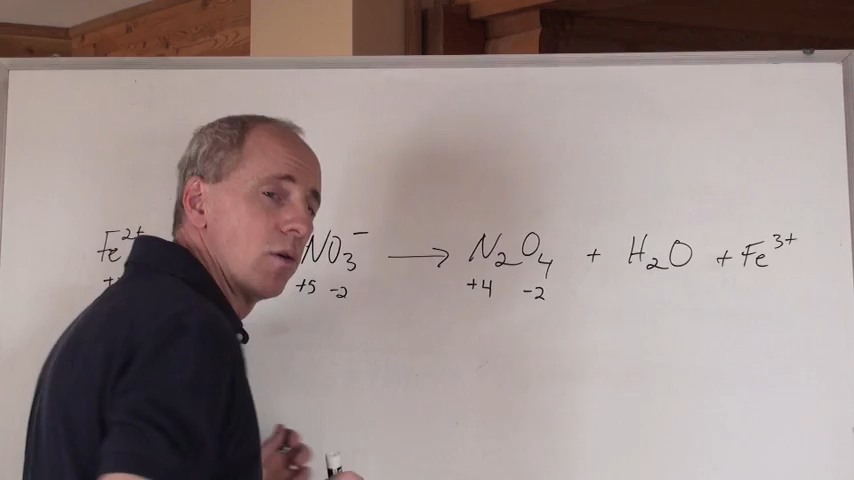 Fe²⁺ NO₃⁻ → N₂O₄ + H₂O + Fe³⁺
+5 -2 +4 -2